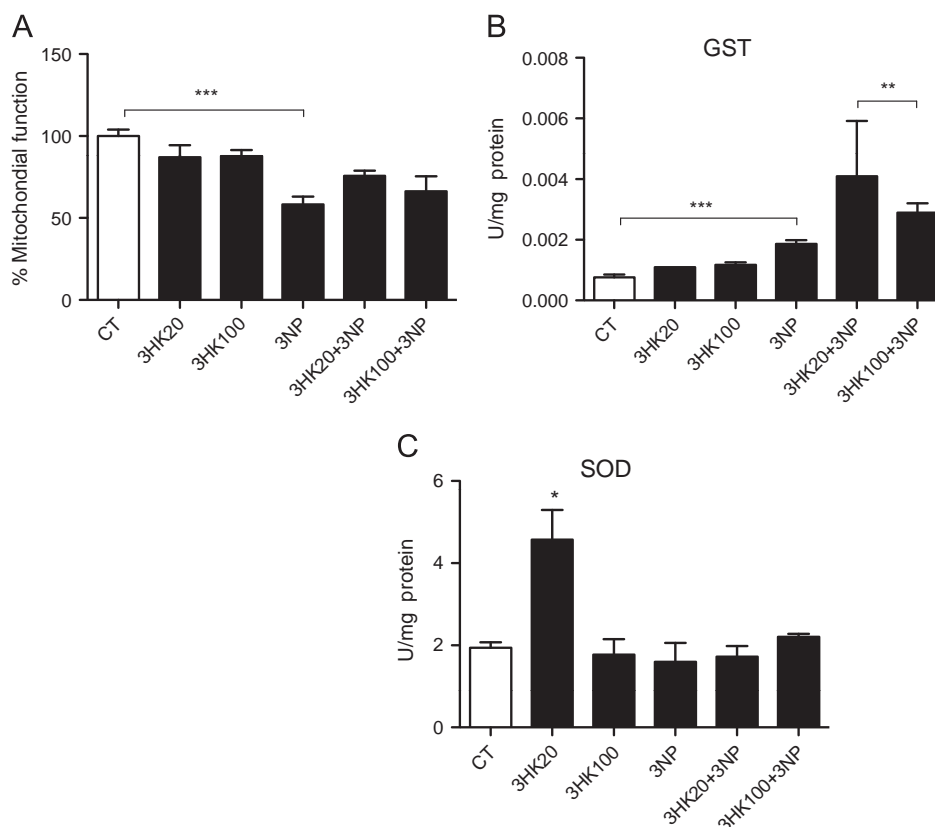 A
% Mitochondial function
150
100
50
0
***
CT
3HK20
3HK100
3NP
3HK20+3NP
3HK100+3NP
B
GST
U/mg protein
0.008
0.006
0.004
0.002
0.000
***
**
CT
3HK20
3HK100
3NP
3HK20+3NP
3HK100+3NP
C
SOD
U/mg protein
6
4
2
0
*
CT
3HK20
3HK100
3NP
3HK20+3NP
3HK100+3NP